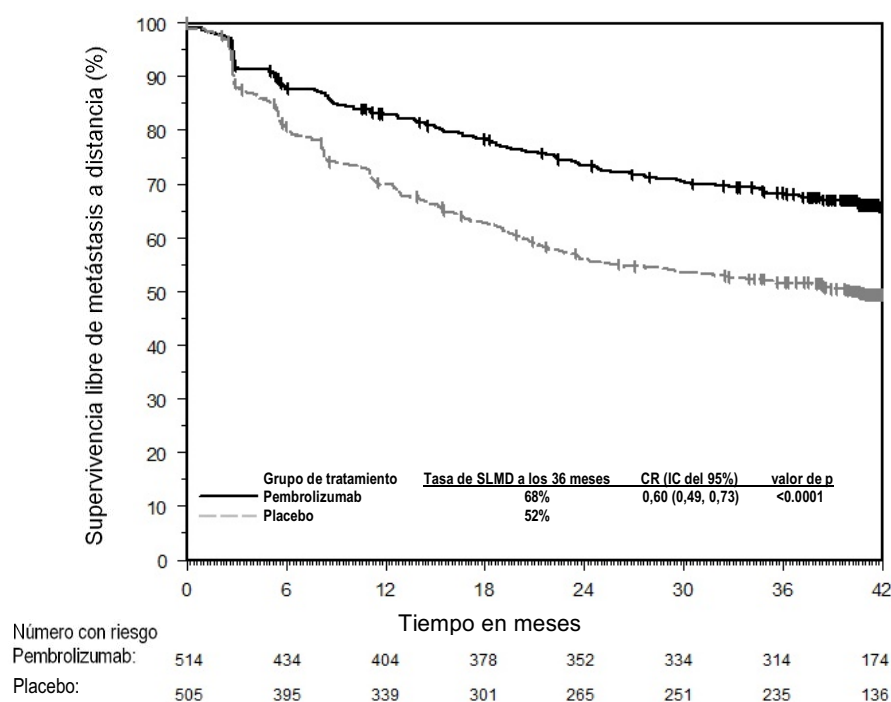 Supervivencia libre de metástasis a distancia (%)
100
90
80
70
60
50
40
30
20
10
0
Grupo de tratamiento Tasa de SLMD a los 36 meses CR (IC del 95%) valor de p
Pembrolizumab 68% 0,60 (0,49, 0,73) <0.0001
Placebo 52%
0 6 12 18 24 30 36 42
Tiempo en meses
Número con riesgo
Pembrolizumab: 514 434 404 378 352 334 314 174
Placebo: 505 395 339 301 265 251 235 136